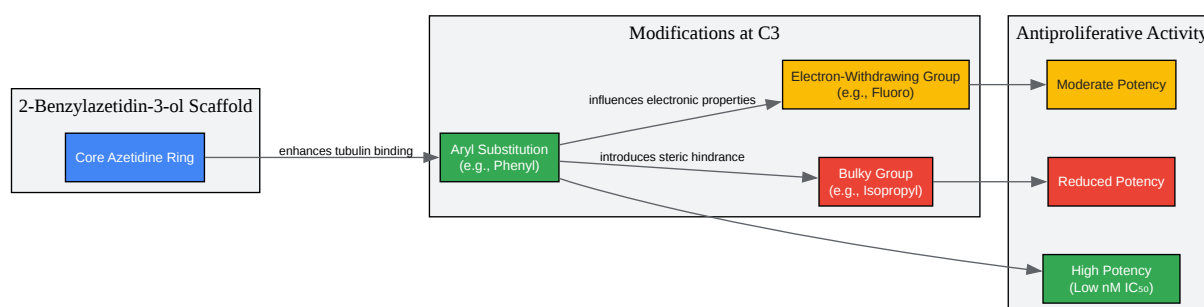 2-Benzylazetidin-3-ol Scaffold
Core Azetidine Ring
enhances tubulin binding
Modifications at C3
Aryl Substitution
(e.g., Phenyl)
influences electronic properties
introduces steric hindrance
Electron-Withdrawing Group
(e.g., Fluoro)
Bulky Group
(e.g., Isopropyl)
Antiproliferative Activity
Moderate Potency
Reduced Potency
High Potency
(Low nM IC₅₀)